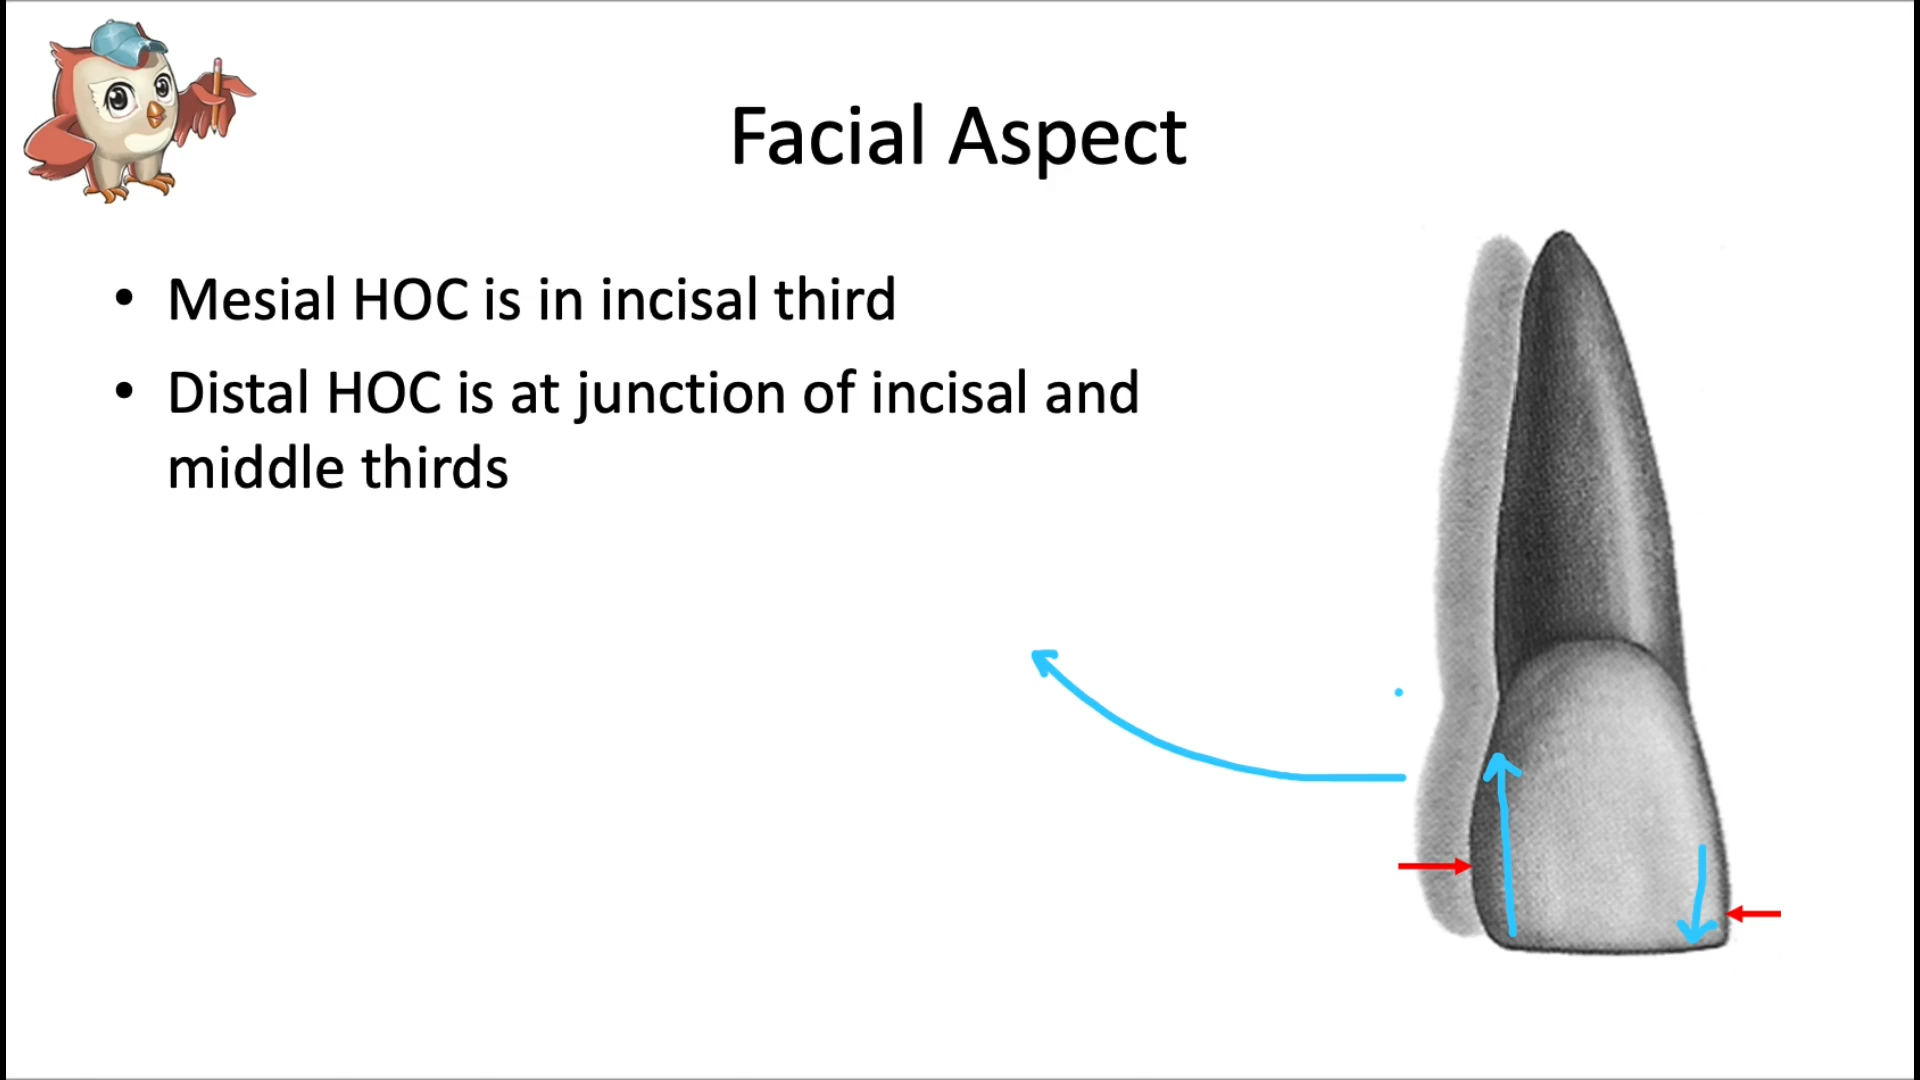 Facial Aspect
• Mesial HOC is in incisal third
• Distal HOC is at junction of incisal and
middle thirds